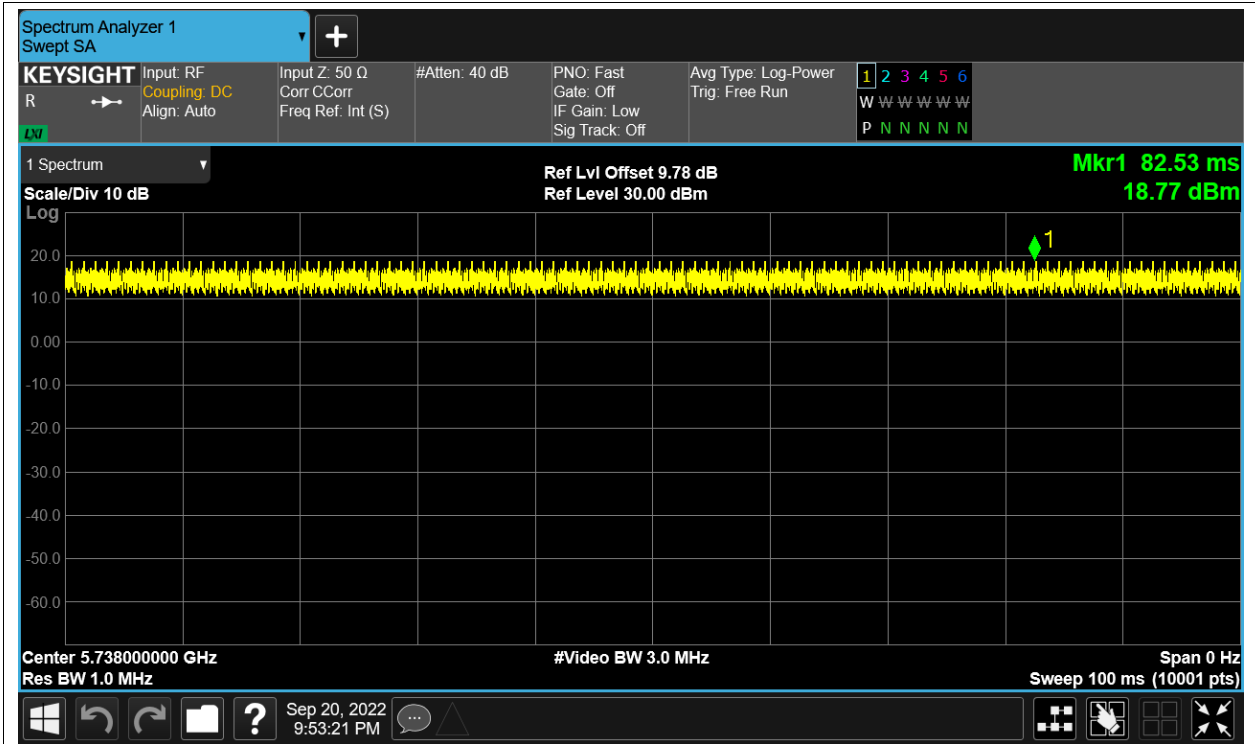 Spectrum Analyzer 1
Swept SA
KEYSIGHT Input: RF Input Z: 50 Ω #Atten: 40 dB PNO: Fast Avg Type: Log-Power 1 2 3 4 5 6
R Coupling: DC Corr CCorr Gate: Off Trig: Free Run W W W W W W
Align: Auto Freq Ref: Int (S) IF Gain: Low
LXI Sig Track: Off P N N N N N
1 Spectrum Ref Lvl Offset 9.78 dB Mkr1 82.53 ms
Scale/Div 10 dB Ref Level 30.00 dBm 18.77 dBm
Log
1
20.0
10.0
0.00
-10.0
-20.0
-30.0
-40.0
-50.0
-60.0
Center 5.738000000 GHz #Video BW 3.0 MHz Span 0 Hz
Res BW 1.0 MHz Sweep 100 ms (10001 pts)
? Sep 20, 2022
9:53:21 PM